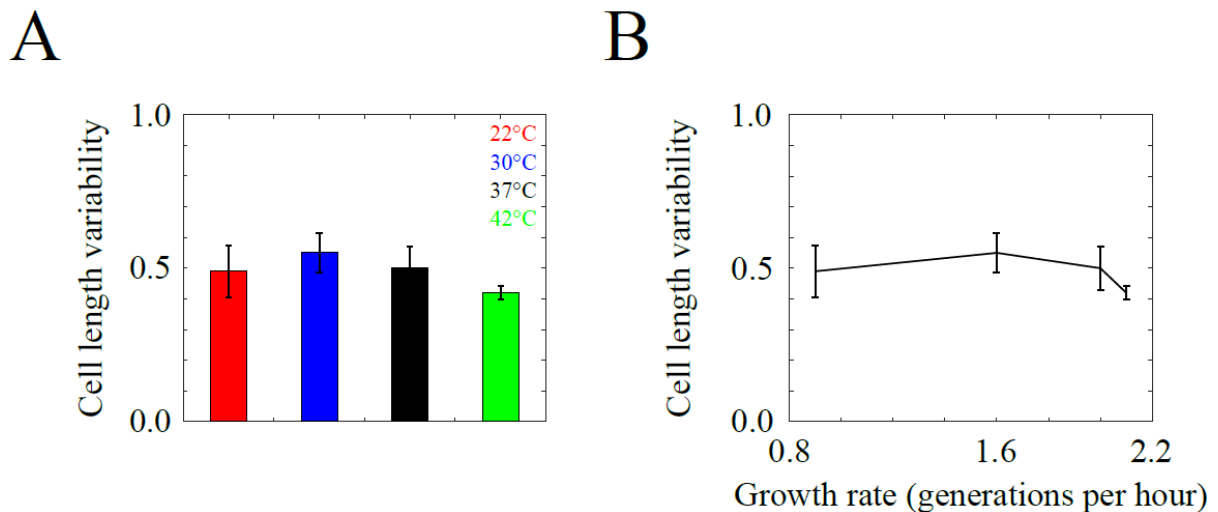 A
Cell length variability
1.0
0.5
0.0
22°C
30°C
37°C
42°C
B
Cell length variability
1.0
0.5
0.0
0.8
1.6
2.2
Growth rate (generations per hour)